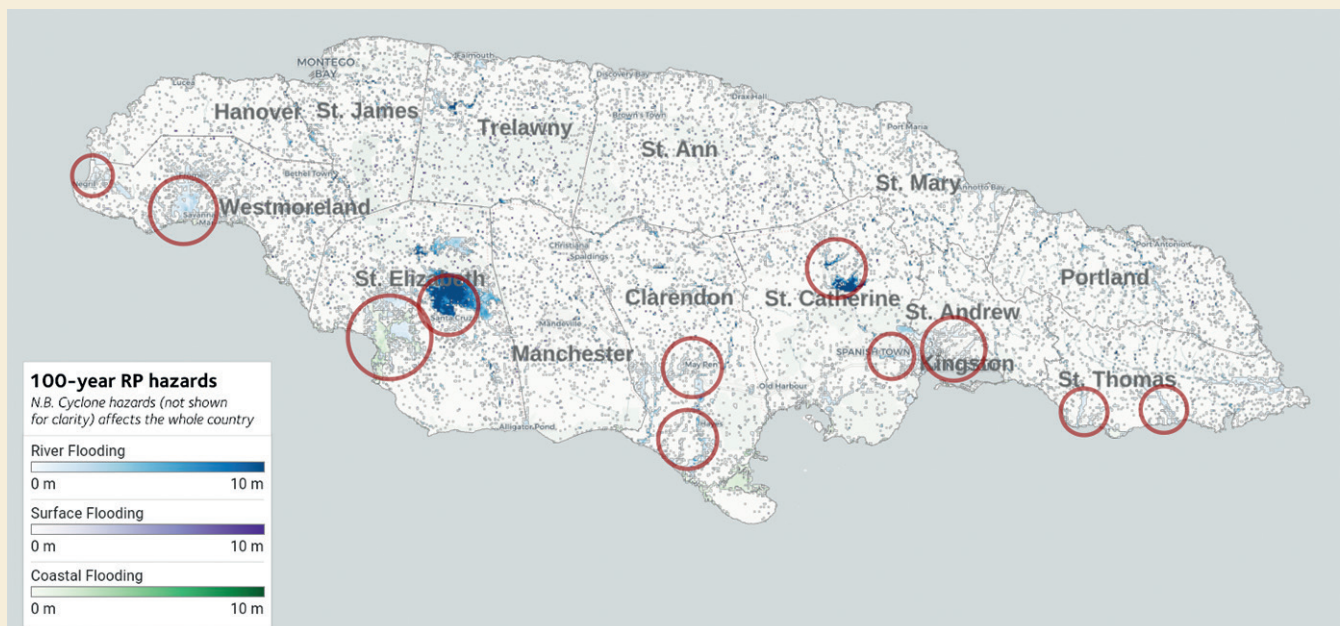 Falmouth
MONTEGO
BAY
Discovery Bay
Lucea
Drax Hall
Hanover
St. James
Brown's Town
Trelawny
Port Maria
St. Ann
Bethel Town
St. Mary
Annotto Bay
Negril
Westmoreland
Savanna-
La-Mar
Christiana
Port Antonio
Spaldings
St. Elizabeth
Portland
Clarendon
St. Catherine
St. Andrew
Santa Cruz
Mandeville
Manchester
SPANISH TOWN
Kingston
May Pen
St. Thomas
Old Harbour
Hayes
Alligator Pond
100-year RP hazards
N.B. Cyclone hazards (not shown
for clarity) affects the whole country
River Flooding
0 m 10 m
Surface Flooding
0 m 10 m
Coastal Flooding
0 m 10 m